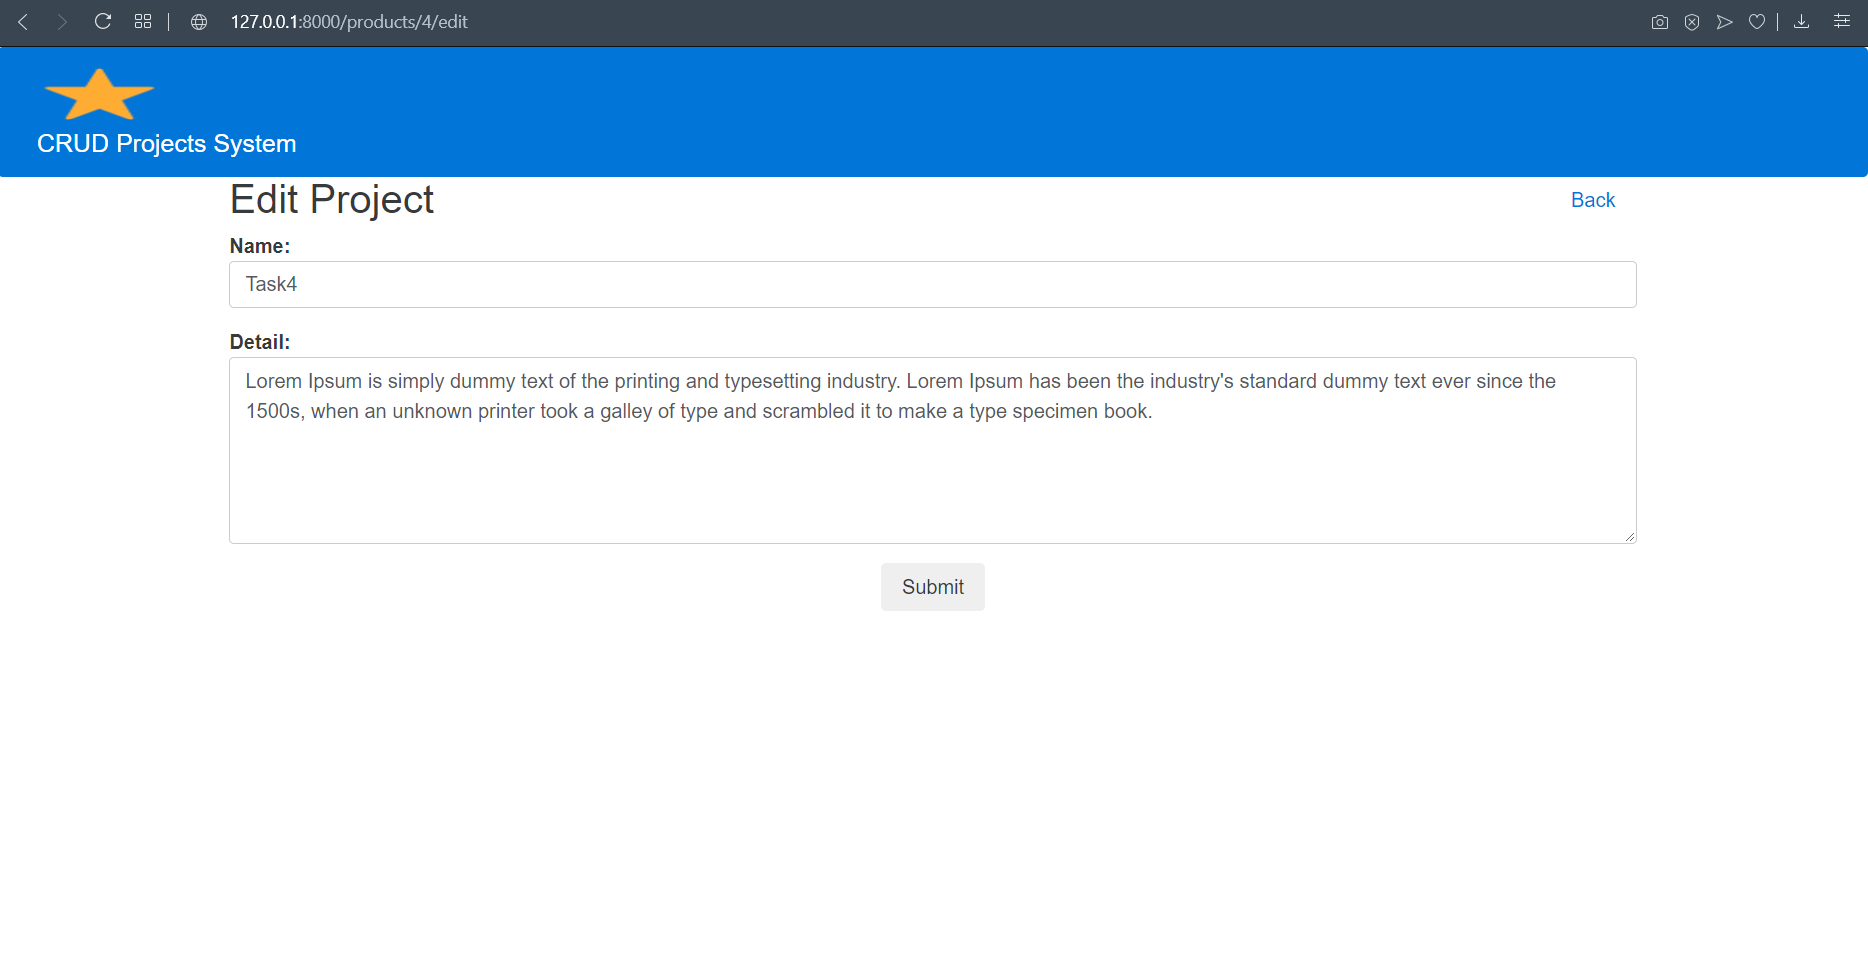 127.0.0.1:8000/products/4/edit
CRUD Projects System
Edit Project
Back
Name:
Task4
Detail:
Lorem Ipsum is simply dummy text of the printing and typesetting industry. Lorem Ipsum has been the industry's standard dummy text ever since the
1500s, when an unknown printer took a galley of type and scrambled it to make a type specimen book.
Submit